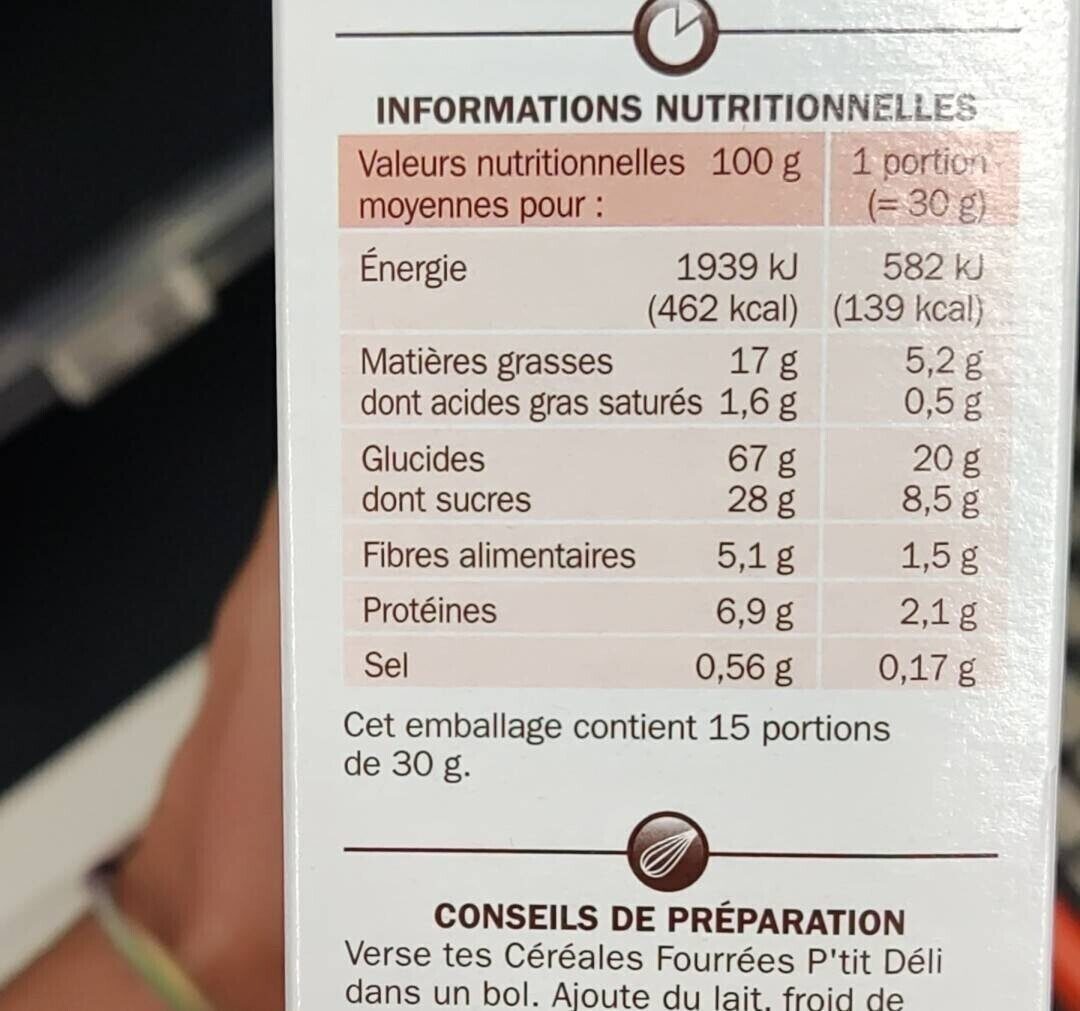 INFORMATIONS NUTRITIONNELLES
Valeurs nutritionnelles 100 g 1 portion
moyennes pour : (= 30 g)
Énergie 1939 kJ 582 kJ
(462 kcal) (139 kcal)
Matières grasses 17 g 5,2 g
dont acides gras saturés 1,6 g 0,5 g
Glucides 67 g 20 g
dont sucres 28 g 8,5 g
Fibres alimentaires 5,1 g 1,5 g
Protéines 6,9 g 2,1 g
Sel 0,56 g 0,17 g
Cet emballage contient 15 portions
de 30 g.
CONSEILS DE PRÉPARATION
Verse tes Céréales Fourrées P'tit Déli
dans un bol. Ajoute du lait, froid de